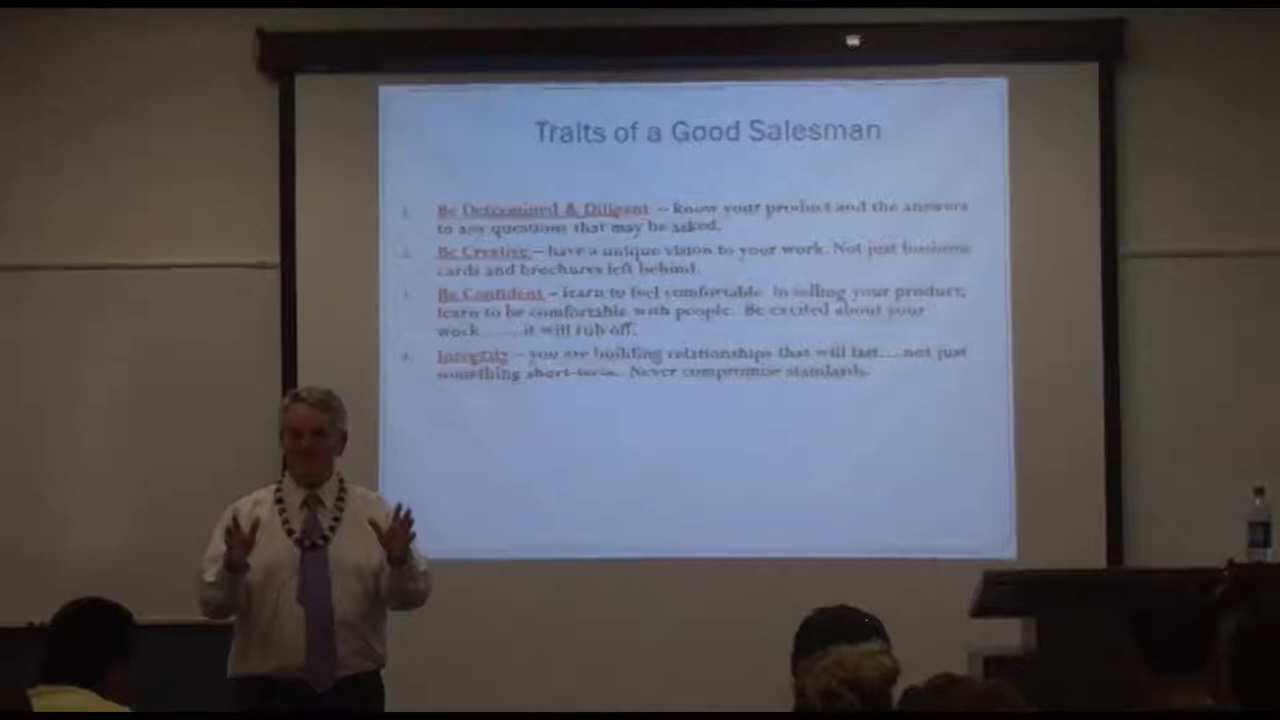 Traits of a Good Salesman
1. Be Determined & Diligent – know your product and the answers
to any questions that may be asked.
2. Be Creative – have a unique vision to your work. Not just business
cards and brochures left behind.
3. Be Confident – learn to feel comfortable in selling your product;
learn to be comfortable with people. Be excited about your
work.......it will rub off.
4. Integrity – you are building relationships that will last....not just
something short-term. Never compromise standards.